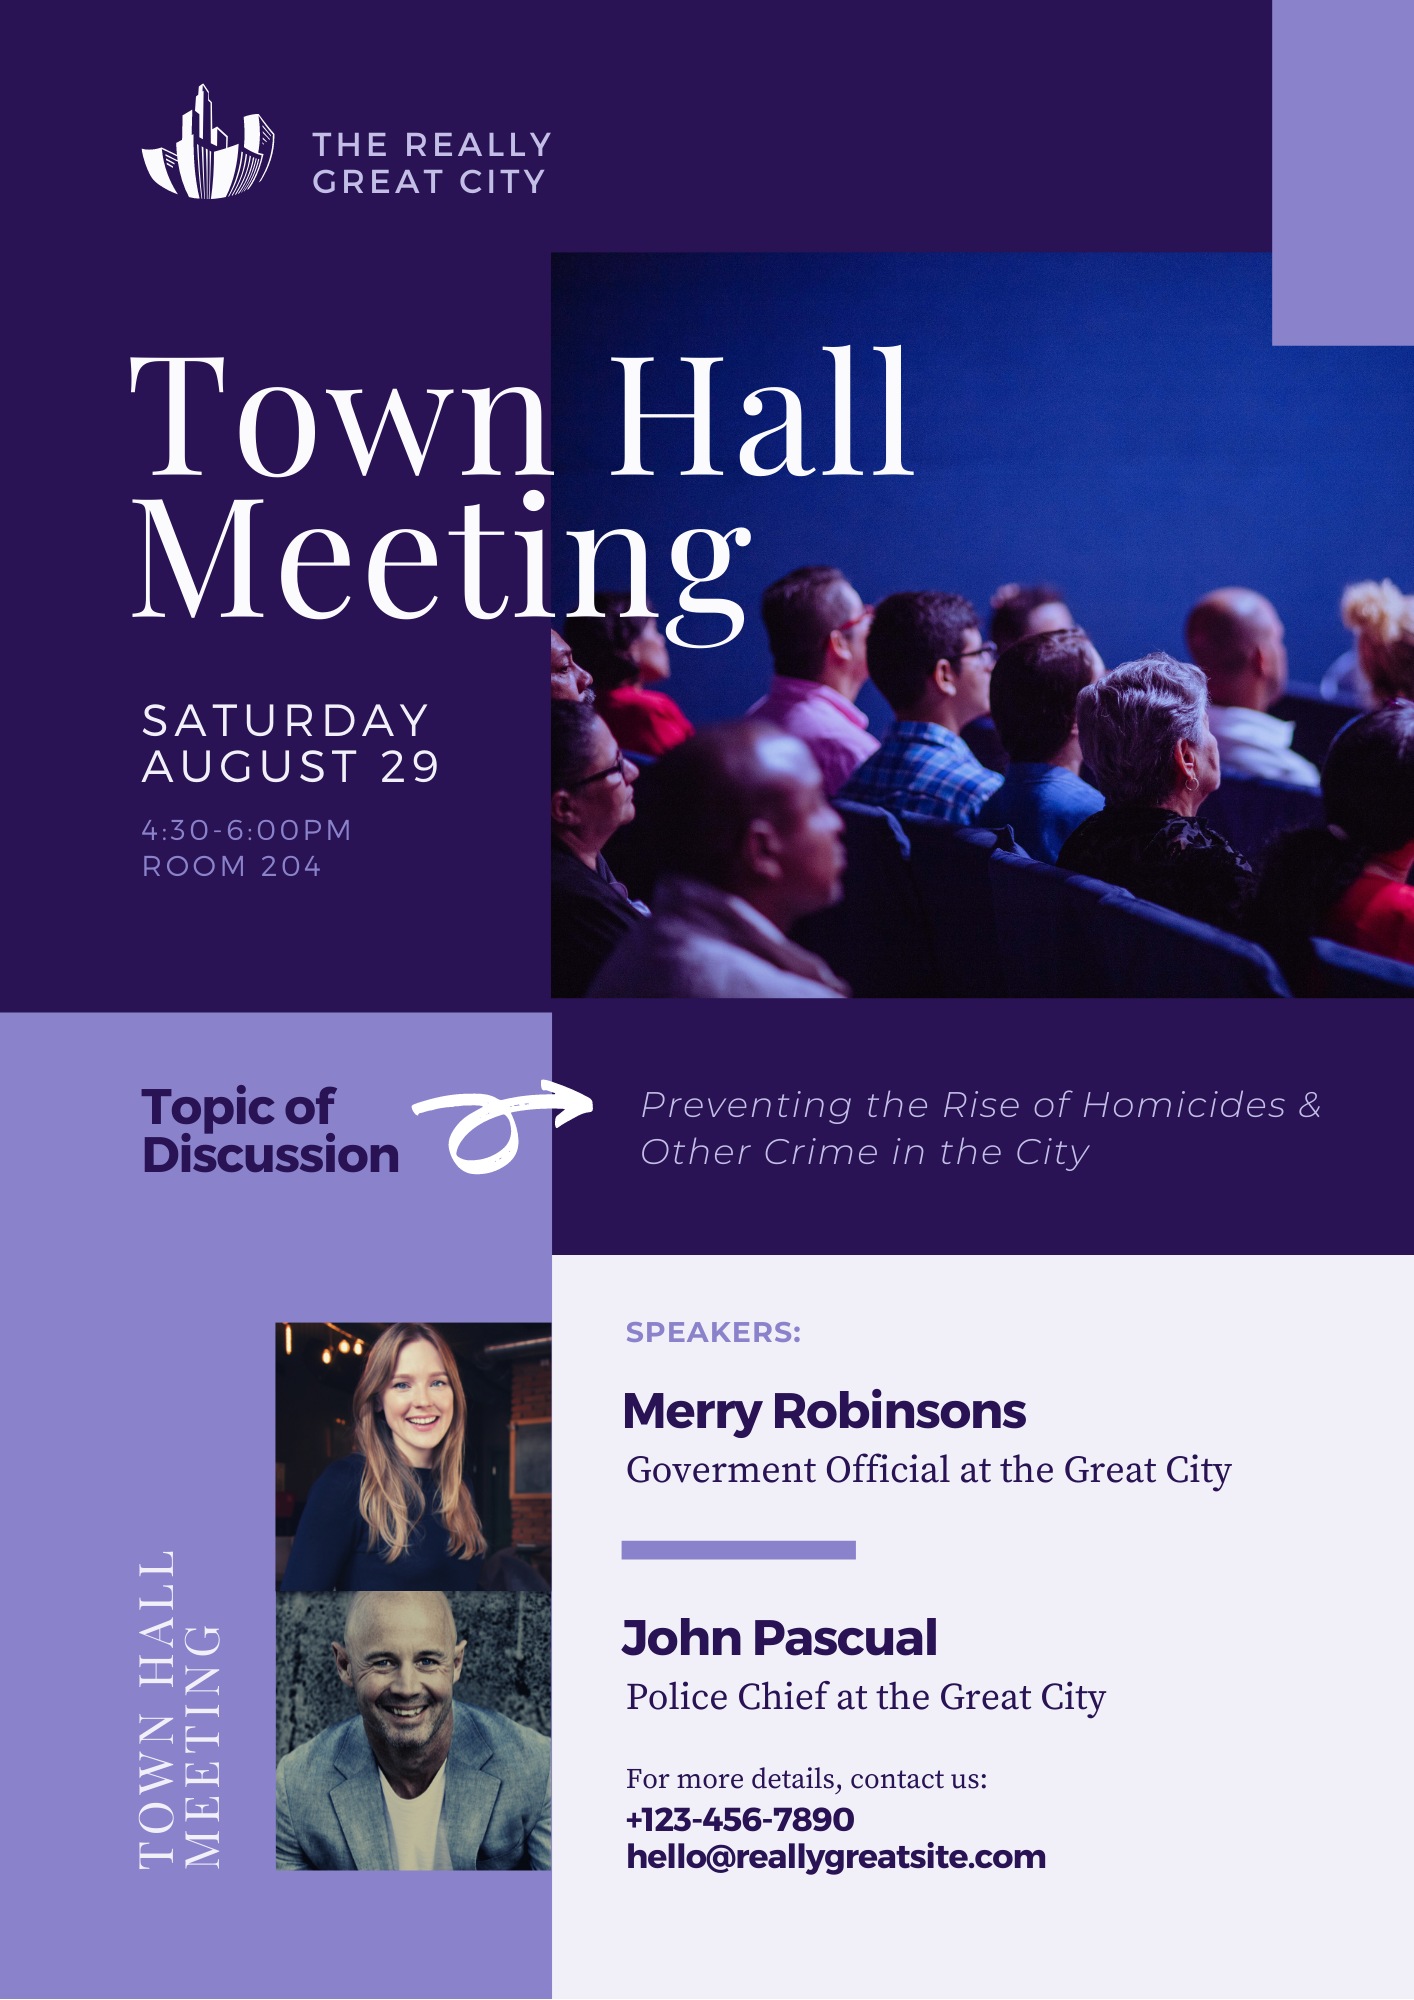 THE REALLY
GREAT CITY
Town Hall
Meeting
SATURDAY
AUGUST 29
4:30-6:00PM
ROOM 204
Topic of
Discussion
Preventing the Rise of Homicides &
Other Crime in the City
SPEAKERS:
Merry Robinsons
Goverment Official at the Great City
John Pascual
Police Chief at the Great City
For more details, contact us:
+123-456-7890
hello@reallygreatsite.com
TOWN HALL
MEETING